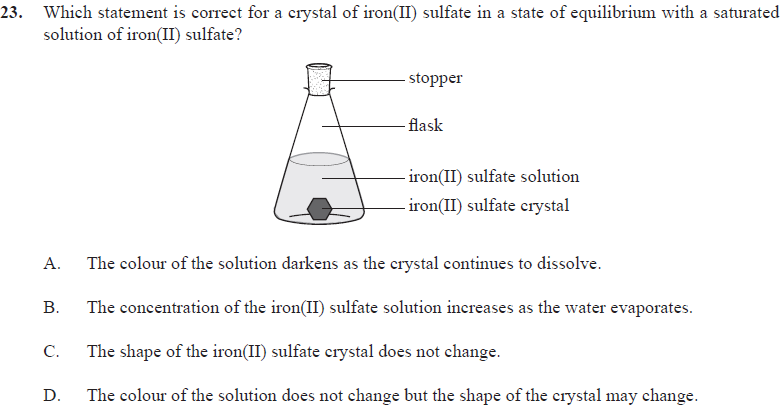 23. Which statement is correct for a crystal of iron(II) sulfate in a state of equilibrium with a saturated
solution of iron(II) sulfate?
stopper
flask
iron(II) sulfate solution
iron(II) sulfate crystal
A. The colour of the solution darkens as the crystal continues to dissolve.
B. The concentration of the iron(II) sulfate solution increases as the water evaporates.
C. The shape of the iron(II) sulfate crystal does not change.
D. The colour of the solution does not change but the shape of the crystal may change.